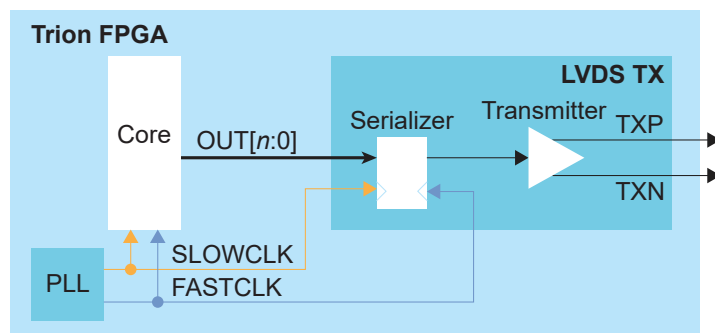 Trion FPGA
LVDS TX
Core
OUT[n:0]
Serializer
Transmitter
TXP
TXN
SLOWCLK
PLL
FASTCLK